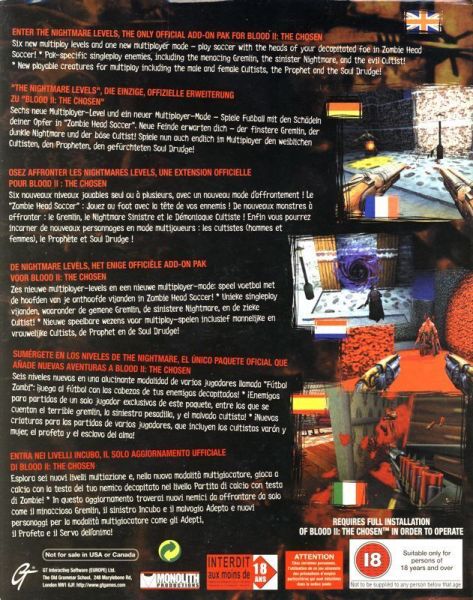 ENTER THE NIGHTMARE LEVELS, THE ONLY OFFICIAL ADD-ON PAK FOR BLOOD II: THE CHOSEN
Six new multiplay levels and one new multiplayer mode - play soccer with the heads of your decapitated foe in Zombie Head
Soccer! * Pak-specific singleplay enemies, including the menacing Gremlin, the sinister Nightmare, and the evil Cultist!
* New playable creatures for multiplay including the male and female Cultists, the Prophet and the Soul Drudge!
"THE NIGHTMARE LEVELS", DIE EINZIGE, OFFIZIELLE ERWEITERUNG
ZU "BLOOD II: THE CHOSEN"
Sechs neue Multiplayer-Level und ein neuer Multiplayer-Mode - Spiele Fußball mit den Schädeln
deiner Opfer in "Zombie Head Soccer". Neue Feinde erwarten dich - der finstere Gremlin, der
dunkle Nightmare und der böse Cultist! Spiele nun auch endlich im Multiplayer den weiblichen
Cultisten, den Propheten, den gefürchteten Soul Drudge!
OSEZ AFFRONTER LES NIGHTMARES LEVELS, UNE EXTENSION OFFICIELLE
POUR BLOOD II: THE CHOSEN
Six nouveaux niveaux jouables seul ou à plusieurs, avec un nouveau mode d'affrontement ! Le
"Zombie Head Soccer" : Jouez au foot avec la tête de vos ennemis ! De nouveaux monstres à
affronter : le Gremlin, le Nightmare Sinistre et le Démoniaque Cultiste ! Enfin vous pourrez
incarner de nouveaux personnages en mode multijoueurs : les cultistes (hommes et
femmes), le Prophète et Soul Drudge !
DE NIGHTMARE LEVELS, HET ENIGE OFFICIËLE ADD-ON PAK
VOOR BLOOD II: THE CHOSEN
Zes nieuwe multiplayer-levels en een nieuwe multiplayer-mode: speel voetbal met
de hoofden van je onthoofde vijanden in Zombie Head Soccer! * Unieke singleplay
vijanden, waaronder de gemene Gremlin, de sinistere Nightmare, en de zieke
Cultist! * Nieuwe speelbare wezens voor multiplay-spelen inclusief mannelijke en
vrouwelijke Cultists, de Prophet en de Soul Drudge!
SUMÉRGETE EN LOS NIVELES DE THE NIGHTMARE, EL ÚNICO PAQUETE OFICIAL QUE
AÑADE NUEVAS AVENTURAS A BLOOD II: THE CHOSEN
Seis niveles nuevos en una alucinante modalidad de varios jugadores llamada "Fútbol
Zombi": ¡juega al fútbol con las cabezas de tus enemigos decapitados! * ¡Enemigos
para partidas de un solo jugador exclusivos de este paquete, entre los que se
cuentan el terrible gremlin, la siniestra pesadilla, y el malvado cultista! * ¡Nuevas
criaturas para las partidas de varios jugadores, que incluyen los cultistas varón y
mujer, el profeta y el esclavo del alma!
ENTRA NEI LIVELLI INCUBO, IL SOLO AGGIORNAMENTO UFFICIALE
DI BLOOD II: THE CHOSEN
Esplora sei nuovi livelli multiazione e, nella nuova modalità multigiocatore, gioca a
calcio con la testa del tuo nemico decapitato nel livello Partita di calcio con testa
di Zombie! * In questo aggiornamento troverai nuovi nemici da affrontare da solo
come il minaccioso Gremlin, il sinistro Incubo e il malvagio Adepto e nuovi
personaggi per la modalità multigiocatore come gli Adepti,
il Profeta e il Servo dell'anima!
REQUIRES FULL INSTALLATION
OF BLOOD II: THE CHOSEN™ IN ORDER TO OPERATE
Not for sale in USA or Canada
GT Interactive Software (EUROPE) Ltd.
The Old Grammar School, 248 Marylebone Rd,
London NW1 6JF. http://www.gtgames.com
MONOLITH
PRODUCTIONS
INTERDIT
aux moins de
18
ANS
ATTENTION
18
Suitable only for
persons of
18 years and over
Not to be supplied to any person below that age